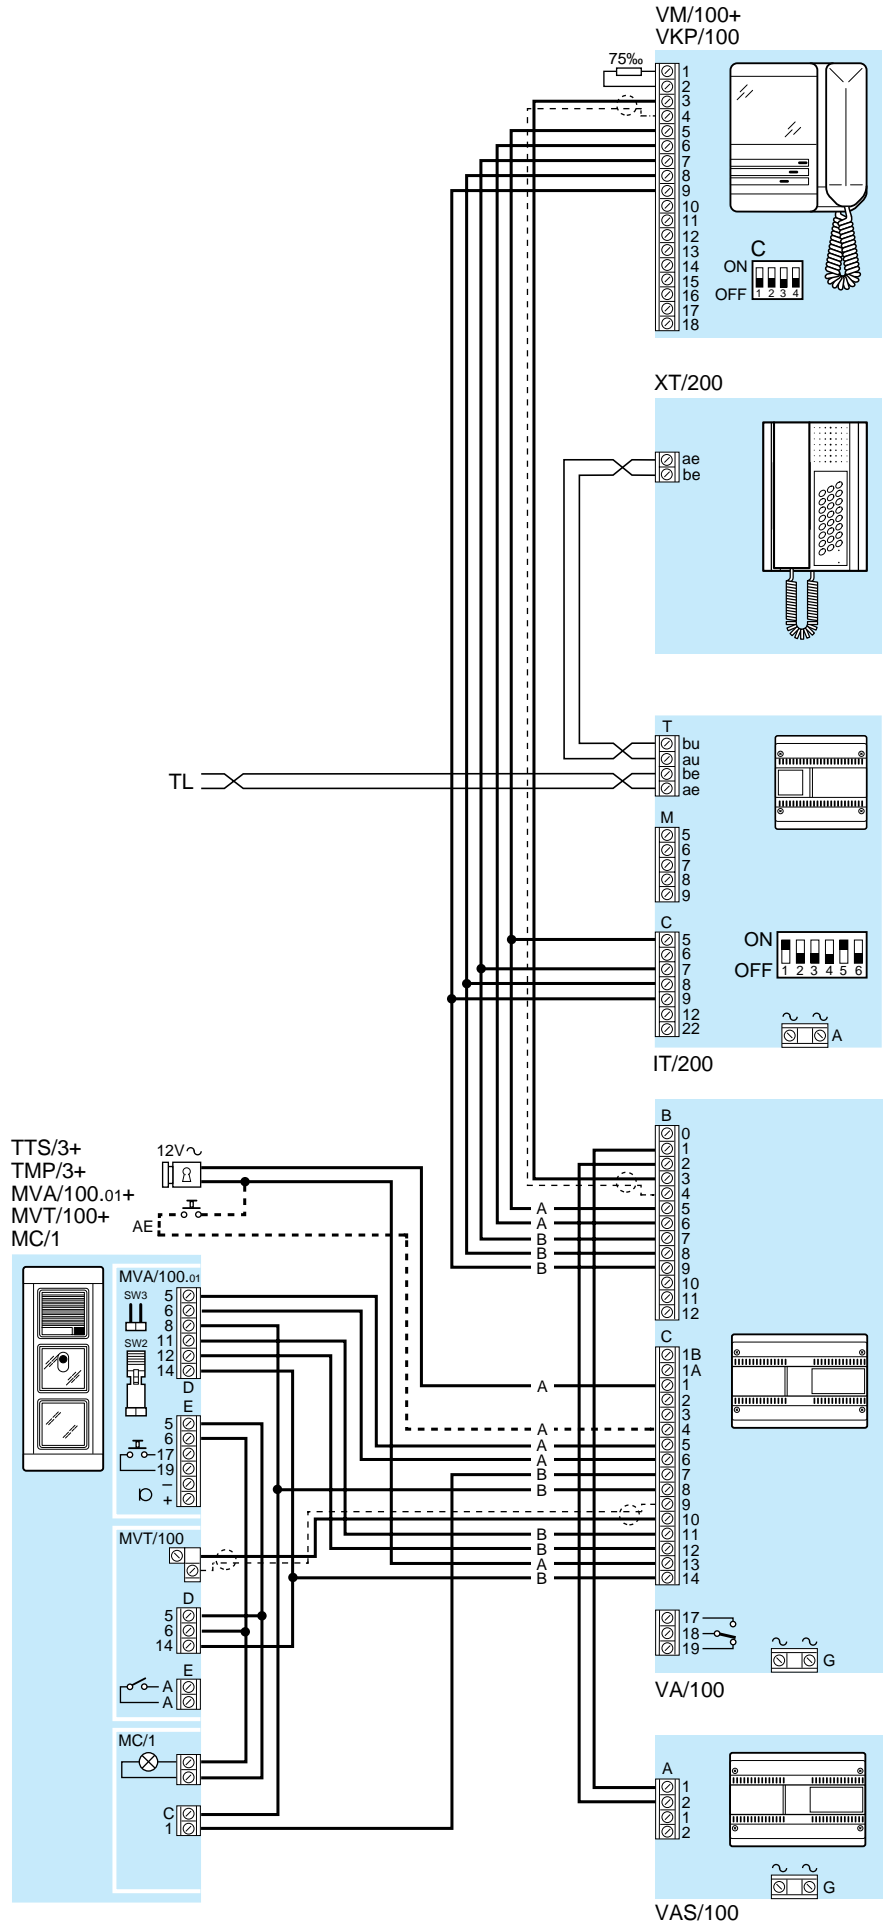 VM/100+
VKP/100
75‰
1
2
3
4
5
6
7
8
9
10
11
12
13
14
15
16
17
18
C
ON
OFF
1 2 3 4
XT/200
ae
be
T
bu
au
be
ae
TL
M
5
6
7
8
9
C
5
6
7
8
9
12
22
ON
OFF
1 2 3 4 5 6
A
IT/200
B
0
1
2
3
4
5
6
7
8
9
10
11
12
A
A
B
B
B
TTS/3+
TMP/3+
MVA/100.01+
MVT/100+
MC/1
12V~
AE
MVA/100.01
SW3
SW2
5
6
8
11
12
14
D
E
5
6
17
19
–
+
MVT/100
D
5
6
14
E
A
A
MC/1
C
1
C
1B
1A
1
2
3
4
5
6
7
8
9
10
11
12
13
14
A
A
A
A
B
B
B
B
A
B
17
18
19
G
VA/100
A
1
2
1
2
G
VAS/100